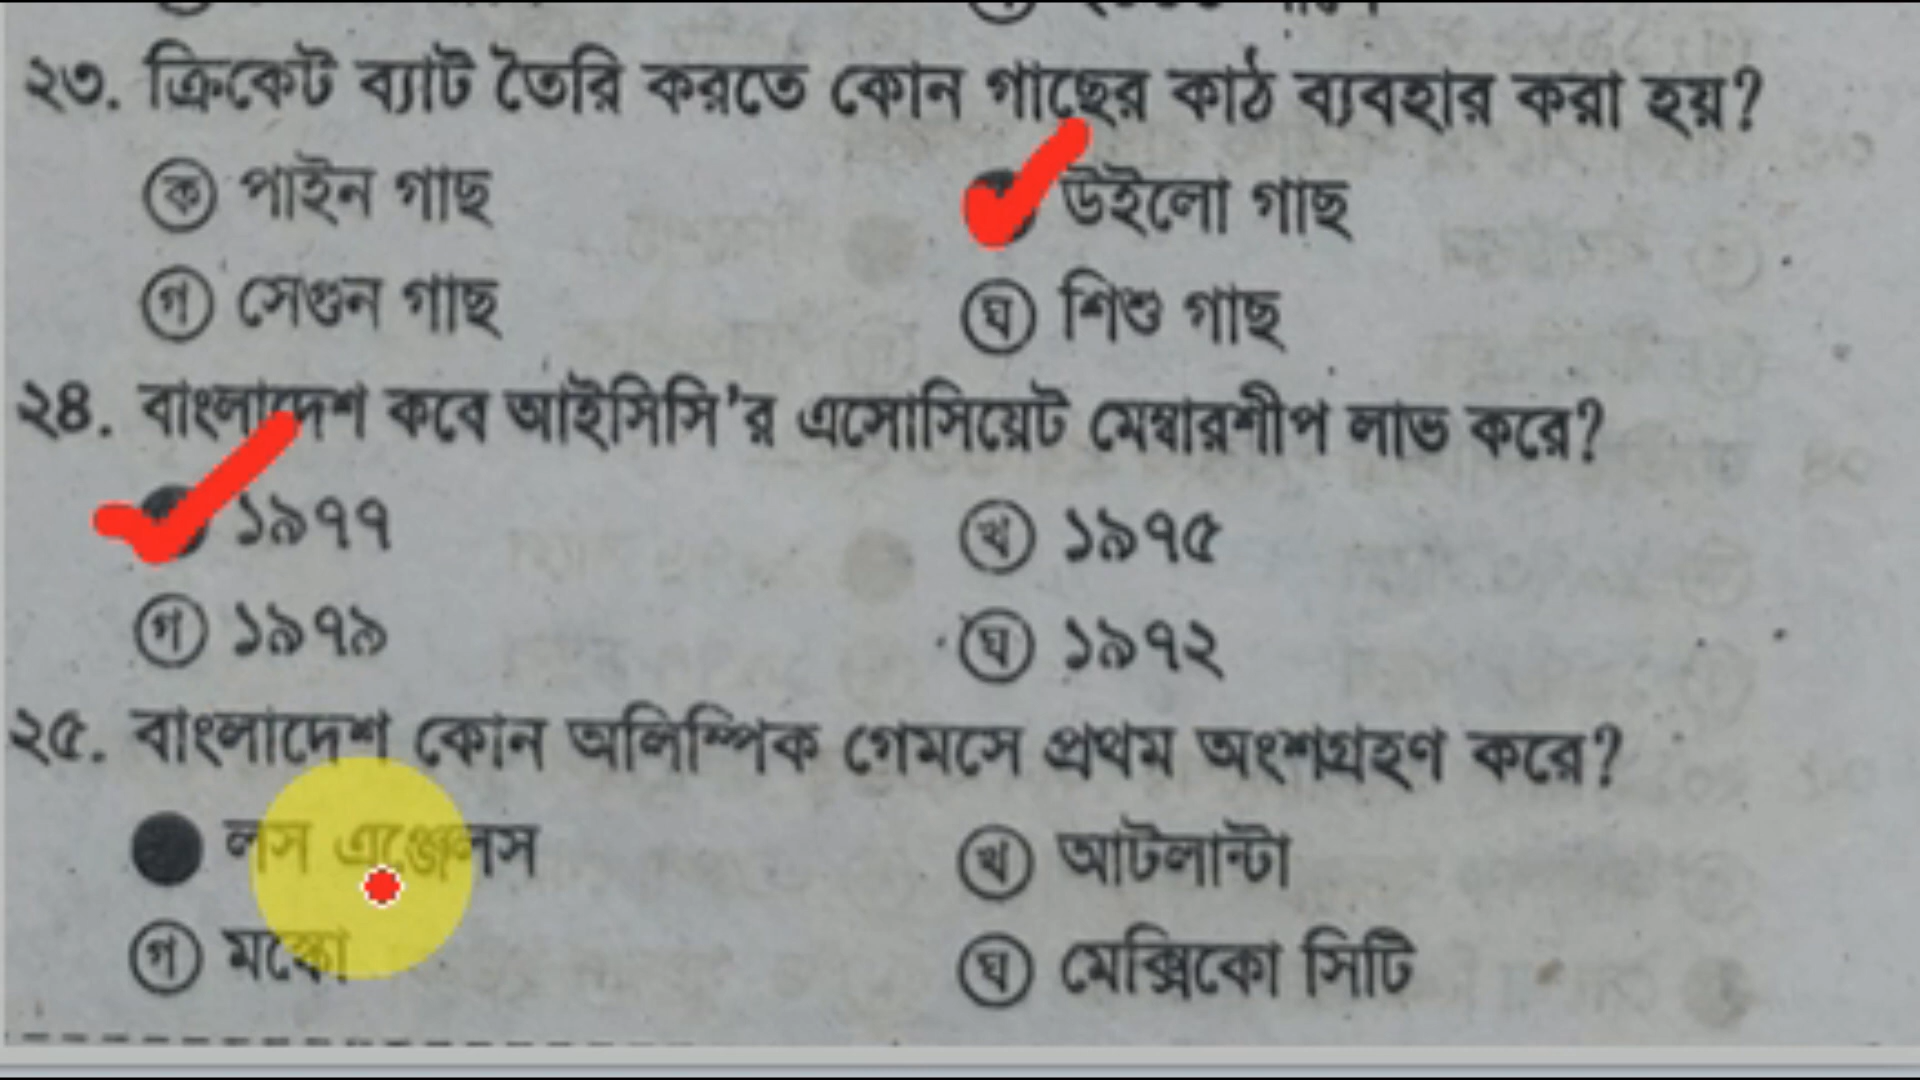 ২৩. ক্রিকেট ব্যাট তৈরি করতে কোন গাছের কাঠ ব্যবহার করা হয়?
ক পাইন গাছ উইলো গাছ
গ সেগুন গাছ ঘ শিশু গাছ
২৪. বাংলাদেশ কবে আইসিসি'র এসোসিয়েট মেম্বারশীপ লাভ করে?
১৯৭৭ খ ১৯৭৫
গ ১৯৭৯ ঘ ১৯৭২
২৫. বাংলাদেশ কোন অলিম্পিক গেমসে প্রথম অংশগ্রহণ করে?
লস এঞ্জেলস খ আটলান্টা
গ মস্কো ঘ মেক্সিকো সিটি